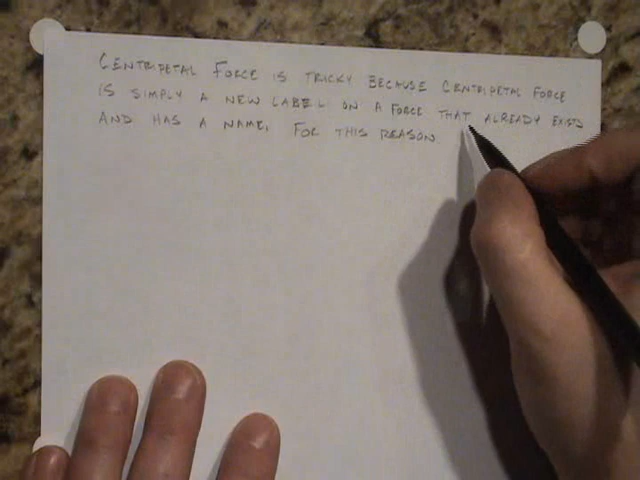 CENTRIPETAL FORCE IS TRICKY BECAUSE CENTRIPETAL FORCE
IS SIMPLY A NEW LABEL ON A FORCE THAT ALREADY EXISTS
AND HAS A NAME. FOR THIS REASON